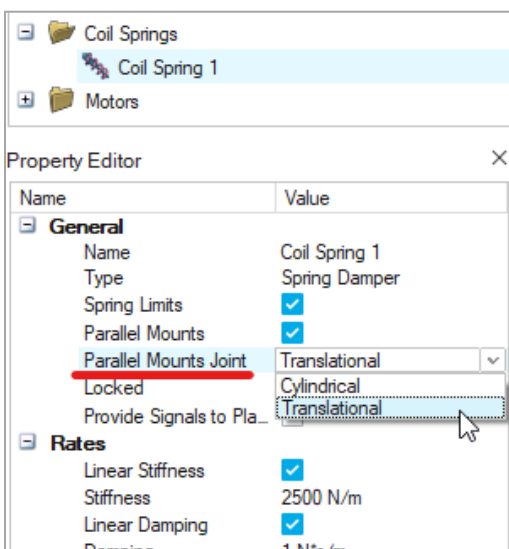 Coil Springs
Coil Spring 1
Motors
Property Editor
Name Value
General
Name Coil Spring 1
Type Spring Damper
Spring Limits
Parallel Mounts
Parallel Mounts Joint Translational
Locked Cylindrical
Provide Signals to Pla... Translational
Rates
Linear Stiffness
Stiffness 2500 N/m
Linear Damping